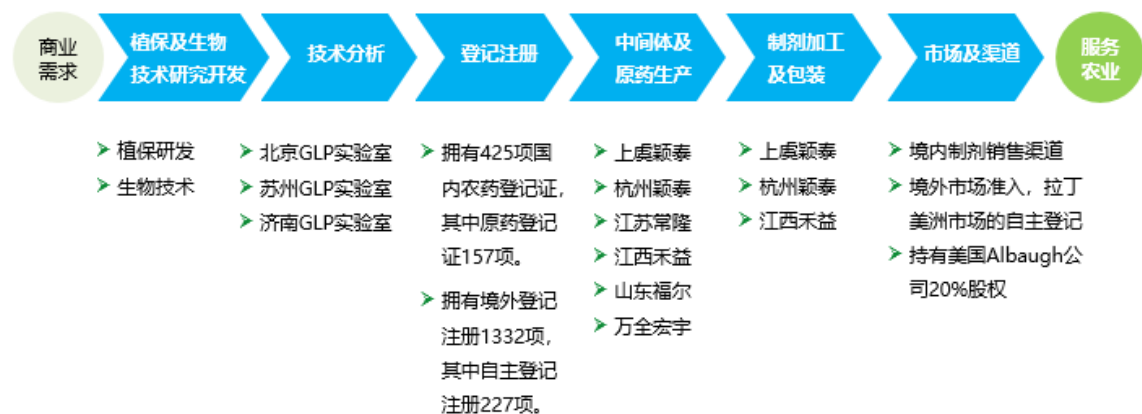 商业
需求
植保及生物
技术研究开发
技术分析
登记注册
中间体及
原药生产
制剂加工
及包装
市场及渠道
服务
农业
植保研发
生物技术
北京GLP实验室
苏州GLP实验室
济南GLP实验室
拥有425项国
内农药登记证，
其中原药登记
证157项。
拥有境外登记
注册1332项，
其中自主登记
注册227项。
上虞颖泰
杭州颖泰
江苏常隆
江西禾益
山东福尔
万全宏宇
上虞颖泰
杭州颖泰
江西禾益
境内制剂销售渠道
境外市场准入，拉丁
美洲市场的自主登记
持有美国Albaugh公
司20%股权